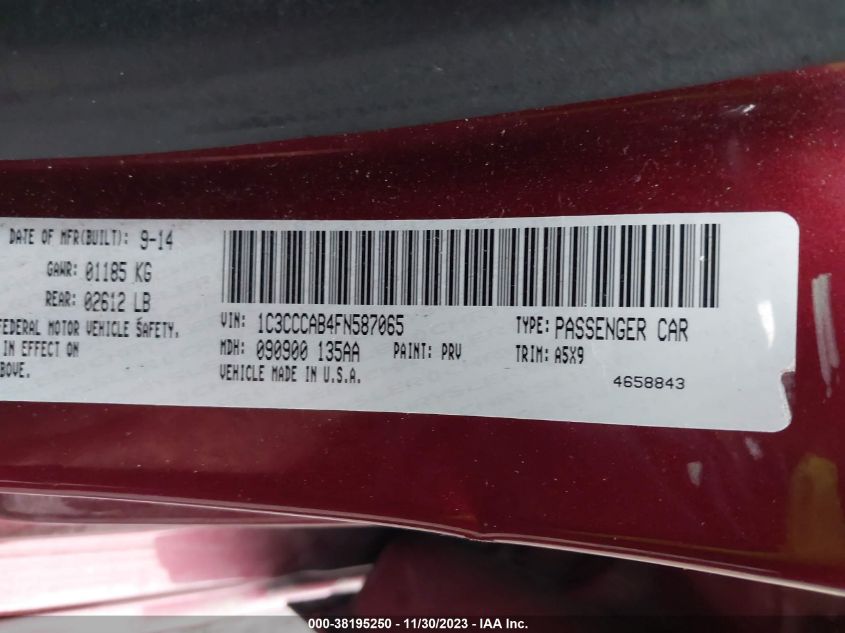 DATE OF MFR(BUILT): 9-14
GAWR: 01185 KG
REAR: 02612 LB
FEDERAL MOTOR VEHICLE SAFETY.
IN EFFECT ON
BOVE.
VIN: 1C3CCCAB4FN587065
TYPE: PASSENGER CAR
MDH: 090900 135AA
PAINT: PRV
TRIM: A5X9
VEHICLE MADE IN U.S.A.
4658843
000-38195250 - 11/30/2023 - IAA Inc.